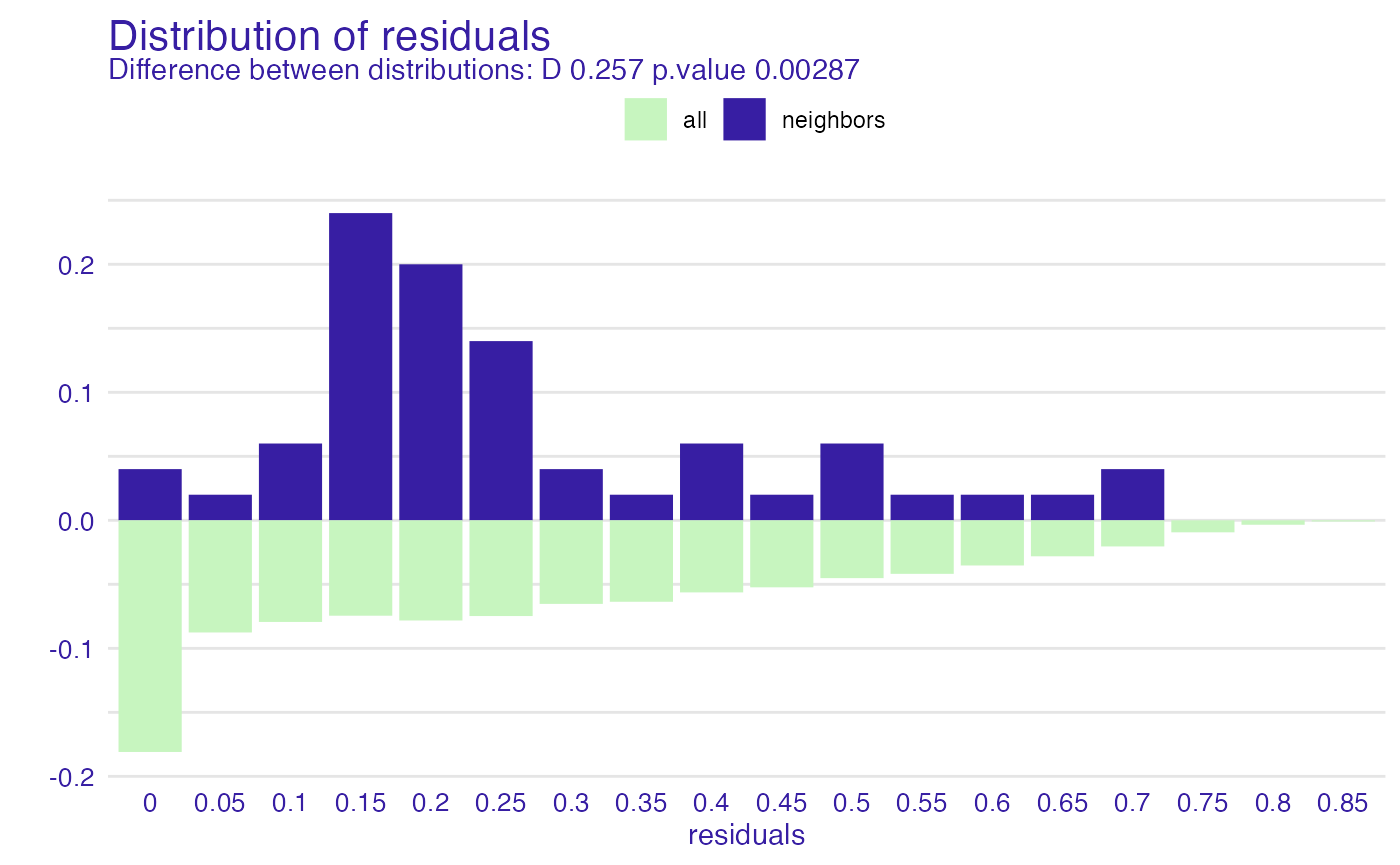 Distribution of residuals
Difference between distributions: D 0.257 p.value 0.00287
all neighbors
0.2
0.1
0.0
-0.1
-0.2
0 0.05 0.1 0.15 0.2 0.25 0.3 0.35 0.4 0.45 0.5 0.55 0.6 0.65 0.7 0.75 0.8 0.85
residuals